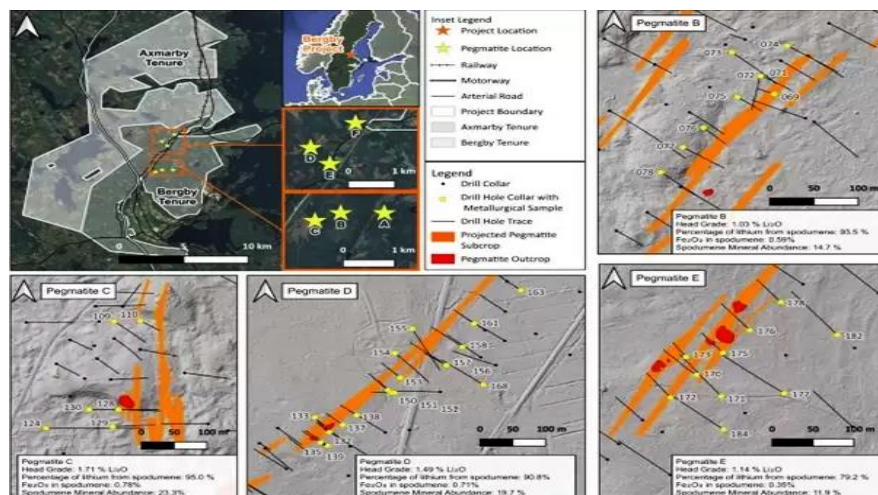 Axmarby
Tenure
Bergby
Tenure
0
10 km
Bergby
Project
F
D
E
0
1 km
C
B
A
0
1 km
Inset Legend
Project Location
Pegmatite Location
Railway
Motorway
Arterial Road
Project Boundary
Axmarby Tenure
Bergby Tenure
Legend
Drill Collar
Drill Hole Collar with
Metallurgical Sample
Drill Hole Trace
Projected Pegmatite
Subcrop
Pegmatite Outcrop
Pegmatite B
073
074
072
071
075
069
076
077
078
0
50
100 m
Pegmatite B
Head Grade: 1.03 % Li₂O
Percentage of lithium from spodumene: 93.5 %
Fe₂O₃ in spodumene: 0.59%
Spodumene Mineral Abundance: 14.7 %
Pegmatite C
109
110
130
128
124
129
0
50
100 m
Pegmatite C
Head Grade: 1.71 % Li₂O
Percentage of lithium from spodumene: 95.0 %
Fe₂O₃ in spodumene: 0.78%
Spodumene Mineral Abundance: 23.3%
Pegmatite D
163
155
161
154
158
157
156
153
168
150
151
152
133
138
137
132
135
139
0
50
100 m
Pegmatite D
Head Grade: 1.49 % Li₂O
Percentage of lithium from spodumene: 90.8%
Fe₂O₃ in spodumene: 0.71%
Spodumene Mineral Abundance: 19.7 %
Pegmatite E
178
176
182
173
175
170
172
171
177
184
0
50
100 m
Pegmatite E
Head Grade: 1.14 % Li₂O
Percentage of lithium from spodumene: 79.2 %
Fe₂O₃ in spodumene: 0.35%
Spodumene Mineral Abundance: 11.9 %